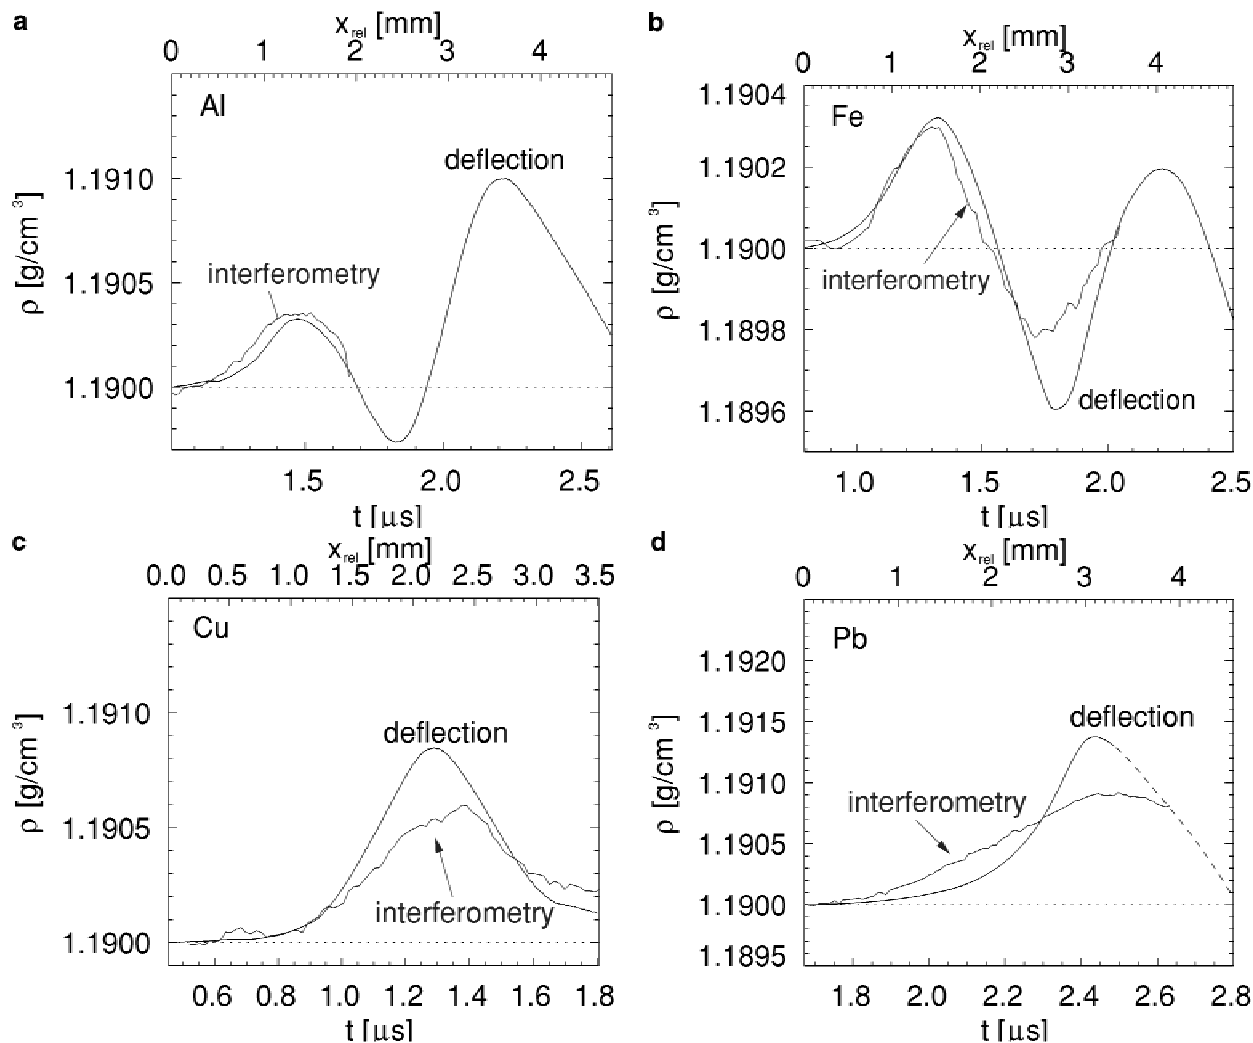 a
x_rel [mm]
0 1 2 3 4
Al
deflection
interferometry
1.1910
1.1905
1.1900
ρ [g/cm³]
1.5 2.0 2.5
t [μs]
b
x_rel [mm]
0 1 2 3 4
Fe
1.1904
1.1902
1.1900
1.1898
1.1896
ρ [g/cm³]
interferometry
deflection
1.0 1.5 2.0 2.5
t [μs]
c
x_rel [mm]
0.0 0.5 1.0 1.5 2.0 2.5 3.0 3.5
Cu
1.1910
1.1905
1.1900
ρ [g/cm³]
deflection
interferometry
0.6 0.8 1.0 1.2 1.4 1.6 1.8
t [μs]
d
x_rel [mm]
0 1 2 3 4
Pb
1.1920
1.1915
1.1910
1.1905
1.1900
1.1895
ρ [g/cm³]
deflection
interferometry
1.8 2.0 2.2 2.4 2.6 2.8
t [μs]